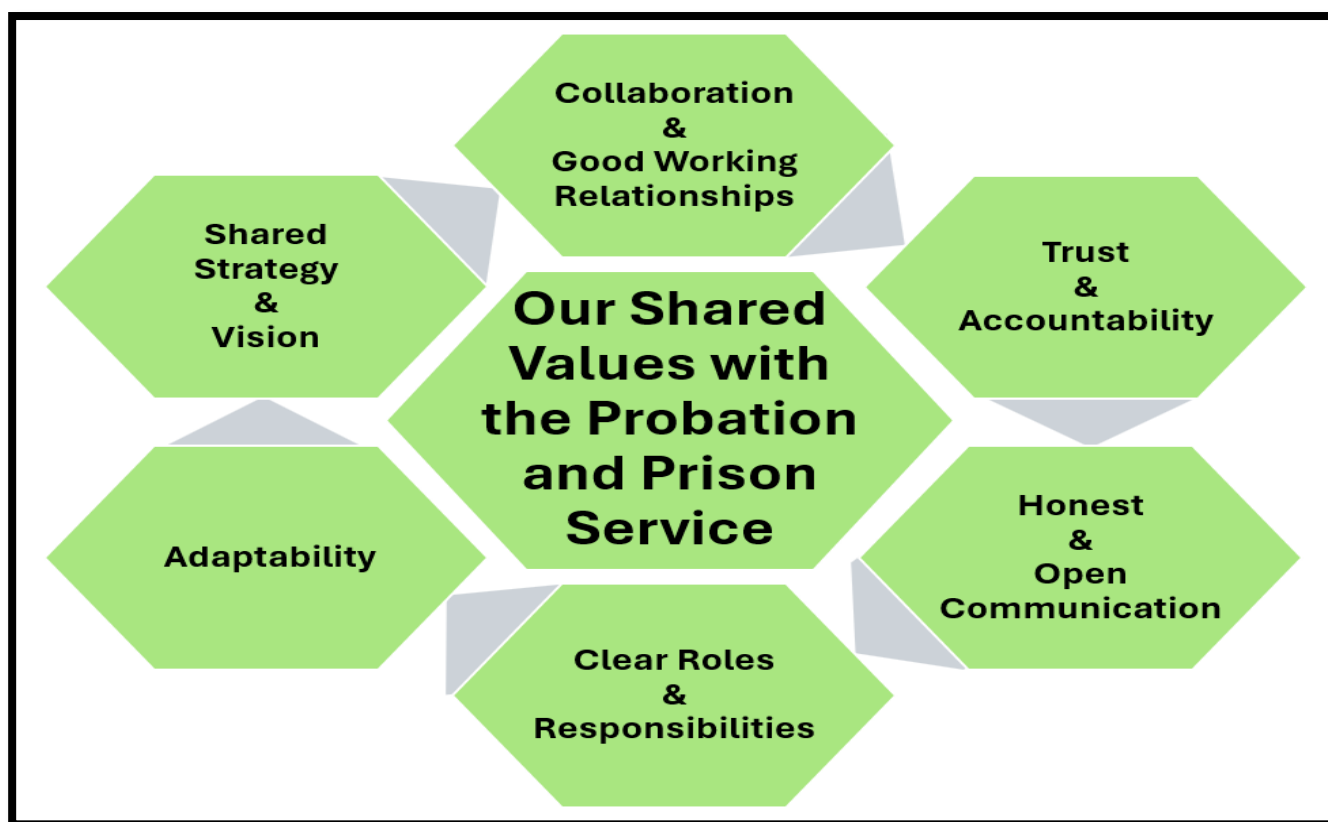 Collaboration
&
Good Working
Relationships
Trust
&
Accountability
Honest
&
Open
Communication
Clear Roles
&
Responsibilities
Adaptability
Shared
Strategy
&
Vision
Our Shared
Values with
the Probation
and Prison
Service